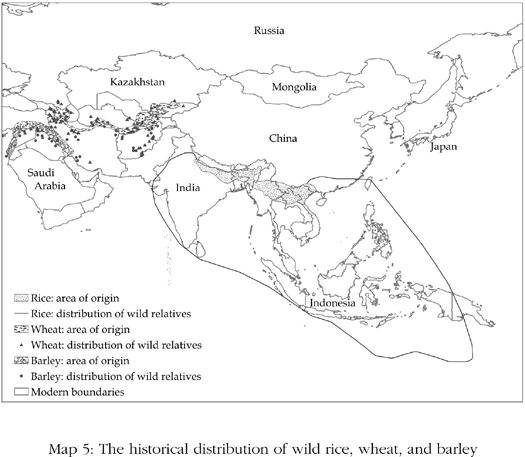 Russia
Kazakhstan
Mongolia
China
Japan
Saudi
Arabia
India
Indonesia
Rice: area of origin
Rice: distribution of wild relatives
Wheat: area of origin
Wheat: distribution of wild relatives
Barley: area of origin
Barley: distribution of wild relatives
Modern boundaries
Map 5: The historical distribution of wild rice, wheat, and barley